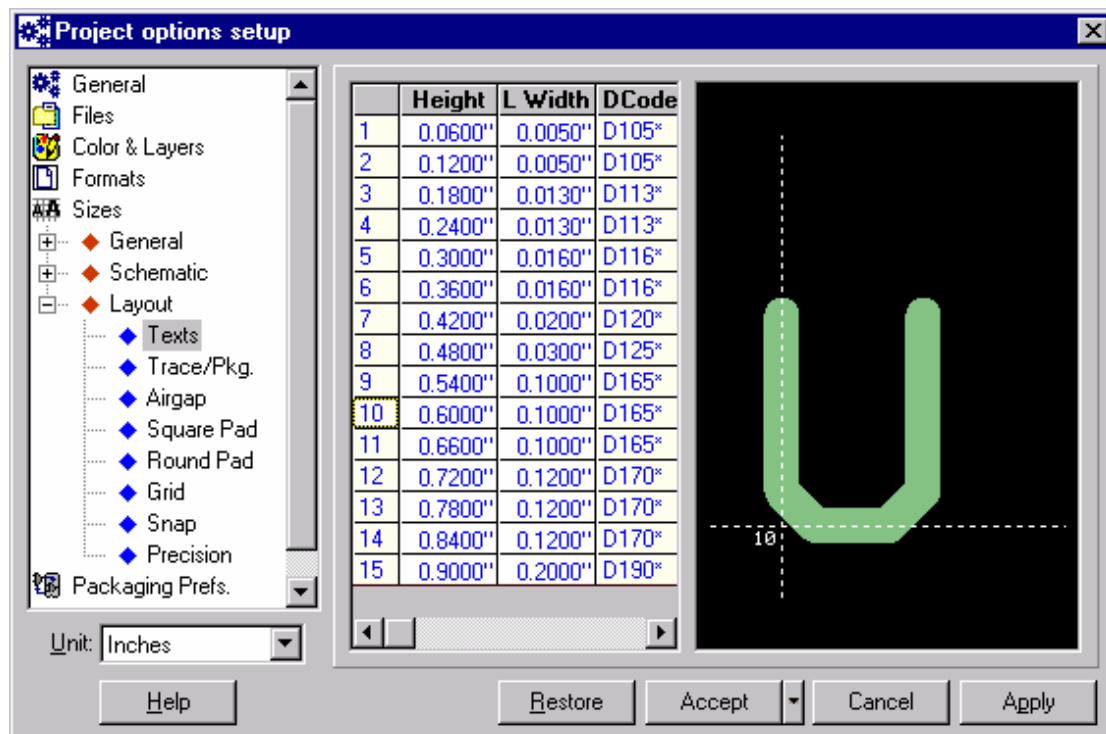 Project options setup
General
Files
Color & Layers
Formats
Sizes
General
Schematic
Layout
Texts
Trace/Pkg.
Airgap
Square Pad
Round Pad
Grid
Snap
Precision
Packaging Prefs.
Unit: Inches
Height L Width DCode
1 0.0600" 0.0050" D105*
2 0.1200" 0.0050" D105*
3 0.1800" 0.0130" D113*
4 0.2400" 0.0130" D113*
5 0.3000" 0.0160" D116*
6 0.3600" 0.0160" D116*
7 0.4200" 0.0200" D120*
8 0.4800" 0.0300" D125*
9 0.5400" 0.1000" D165*
10 0.6000" 0.1000" D165*
11 0.6600" 0.1000" D165*
12 0.7200" 0.1200" D170*
13 0.7800" 0.1200" D170*
14 0.8400" 0.1200" D170*
15 0.9000" 0.2000" D190*
U
10
Help Restore Accept Cancel Apply